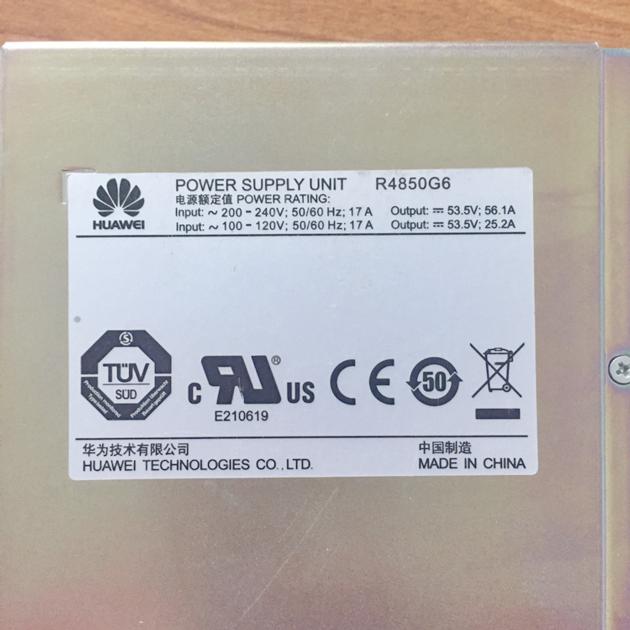 HUAWEI
POWER SUPPLY UNIT R4850G6
电源额定值 POWER RATING:
Input: ～ 200 - 240V; 50/60 Hz; 17 A Output: ⎓ 53.5V; 56.1A
Input: ～ 100 - 120V; 50/60 Hz; 17 A Output: ⎓ 53.5V; 25.2A
TÜV
SÜD
C RU ® US
E210619
CE
50
华为技术有限公司
HUAWEI TECHNOLOGIES CO., LTD.
中国制造
MADE IN CHINA